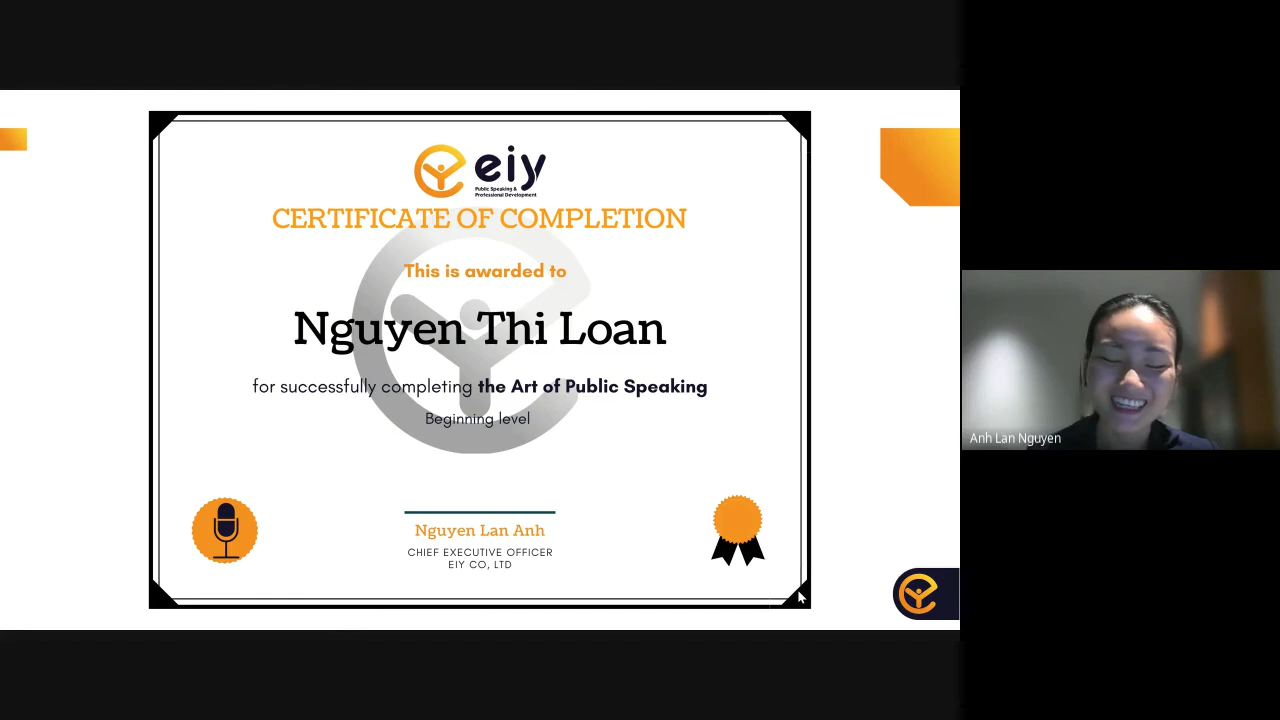 eiy
Public Speaking &
Professional Development
CERTIFICATE OF COMPLETION
This is awarded to
Nguyen Thi Loan
for successfully completing the Art of Public Speaking
Beginning level
Nguyen Lan Anh
CHIEF EXECUTIVE OFFICER
EIY CO, LTD
Anh Lan Nguyen